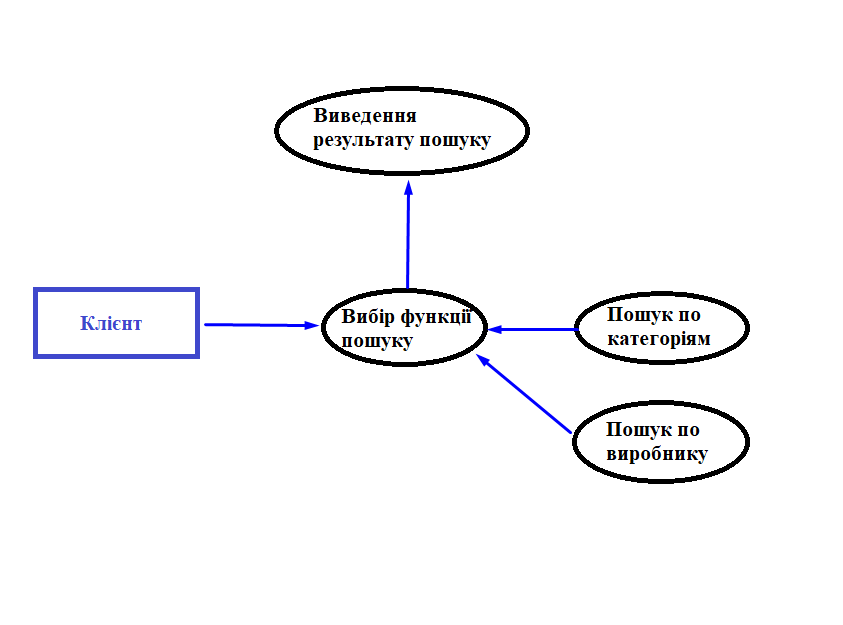 Виведення
результату пошуку
Клієнт
Вибір функції
пошуку
Пошук по
категоріям
Пошук по
виробнику